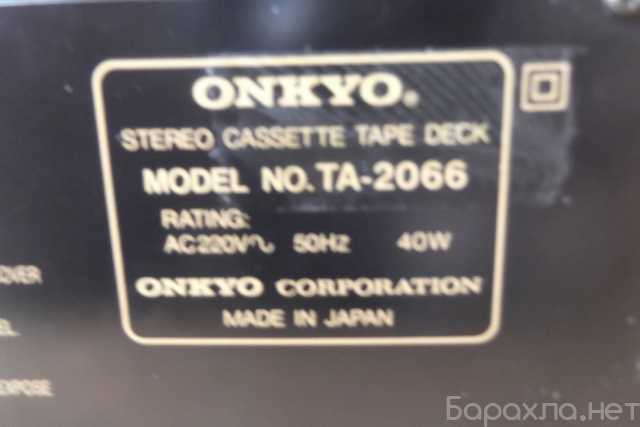 ONKYO®
STEREO CASSETTE TAPE DECK
MODEL NO. TA-2066
RATING:
AC220V∿ 50Hz 40W
ONKYO CORPORATION
MADE IN JAPAN
EXPOSE
Барахла.нет